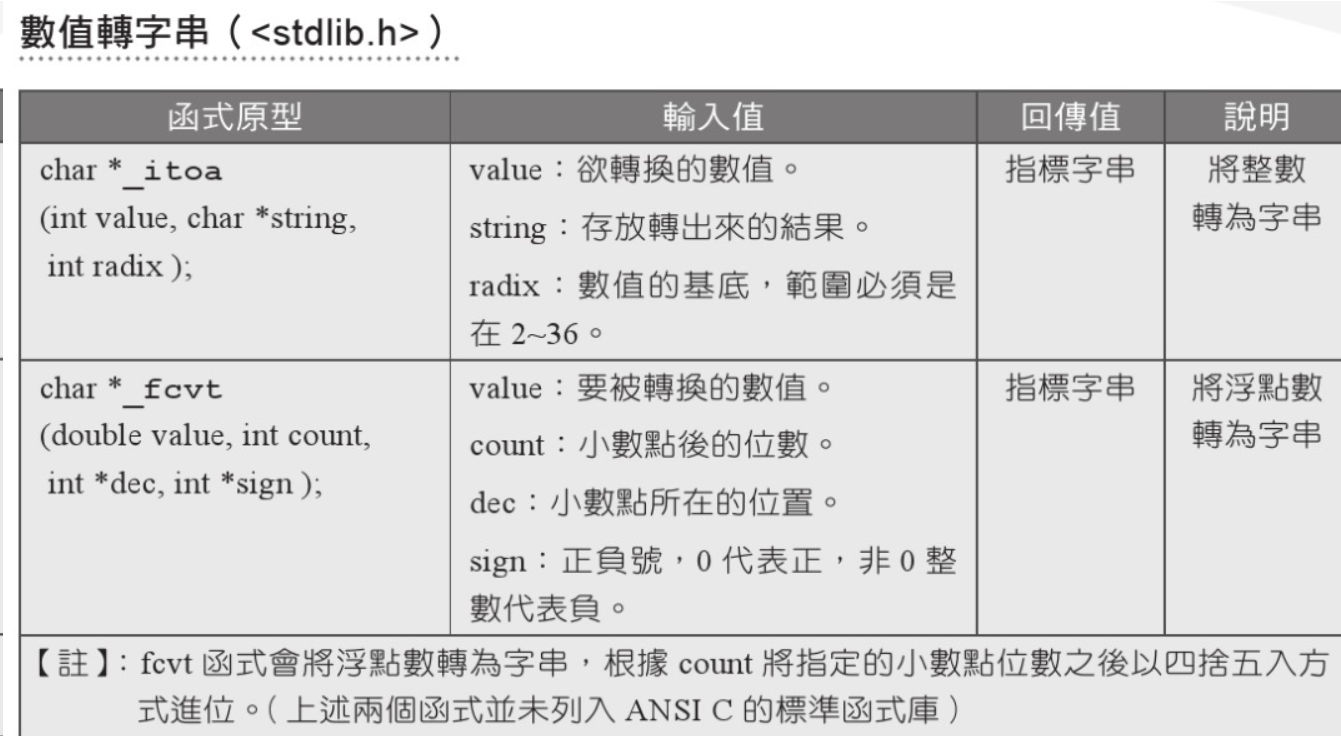 數值轉字串（<stdlib.h>）
函式原型 輸入值 回傳值 說明
char *_itoa
(int value, char *string,
int radix );
value：欲轉換的數值。
string：存放轉出來的結果。
radix：數值的基底，範圍必須是
在 2~36。
指標字串
將整數
轉為字串
char *_fcvt
(double value, int count,
int *dec, int *sign );
value：要被轉換的數值。
count：小數點後的位數。
dec：小數點所在的位置。
sign：正負號，0 代表正，非 0 整
數代表負。
指標字串
將浮點數
轉為字串
【註】：fcvt 函式會將浮點數轉為字串，根據 count 將指定的小數點位數之後以四捨五入方
式進位。（上述兩個函式並未列入 ANSI C 的標準函式庫）